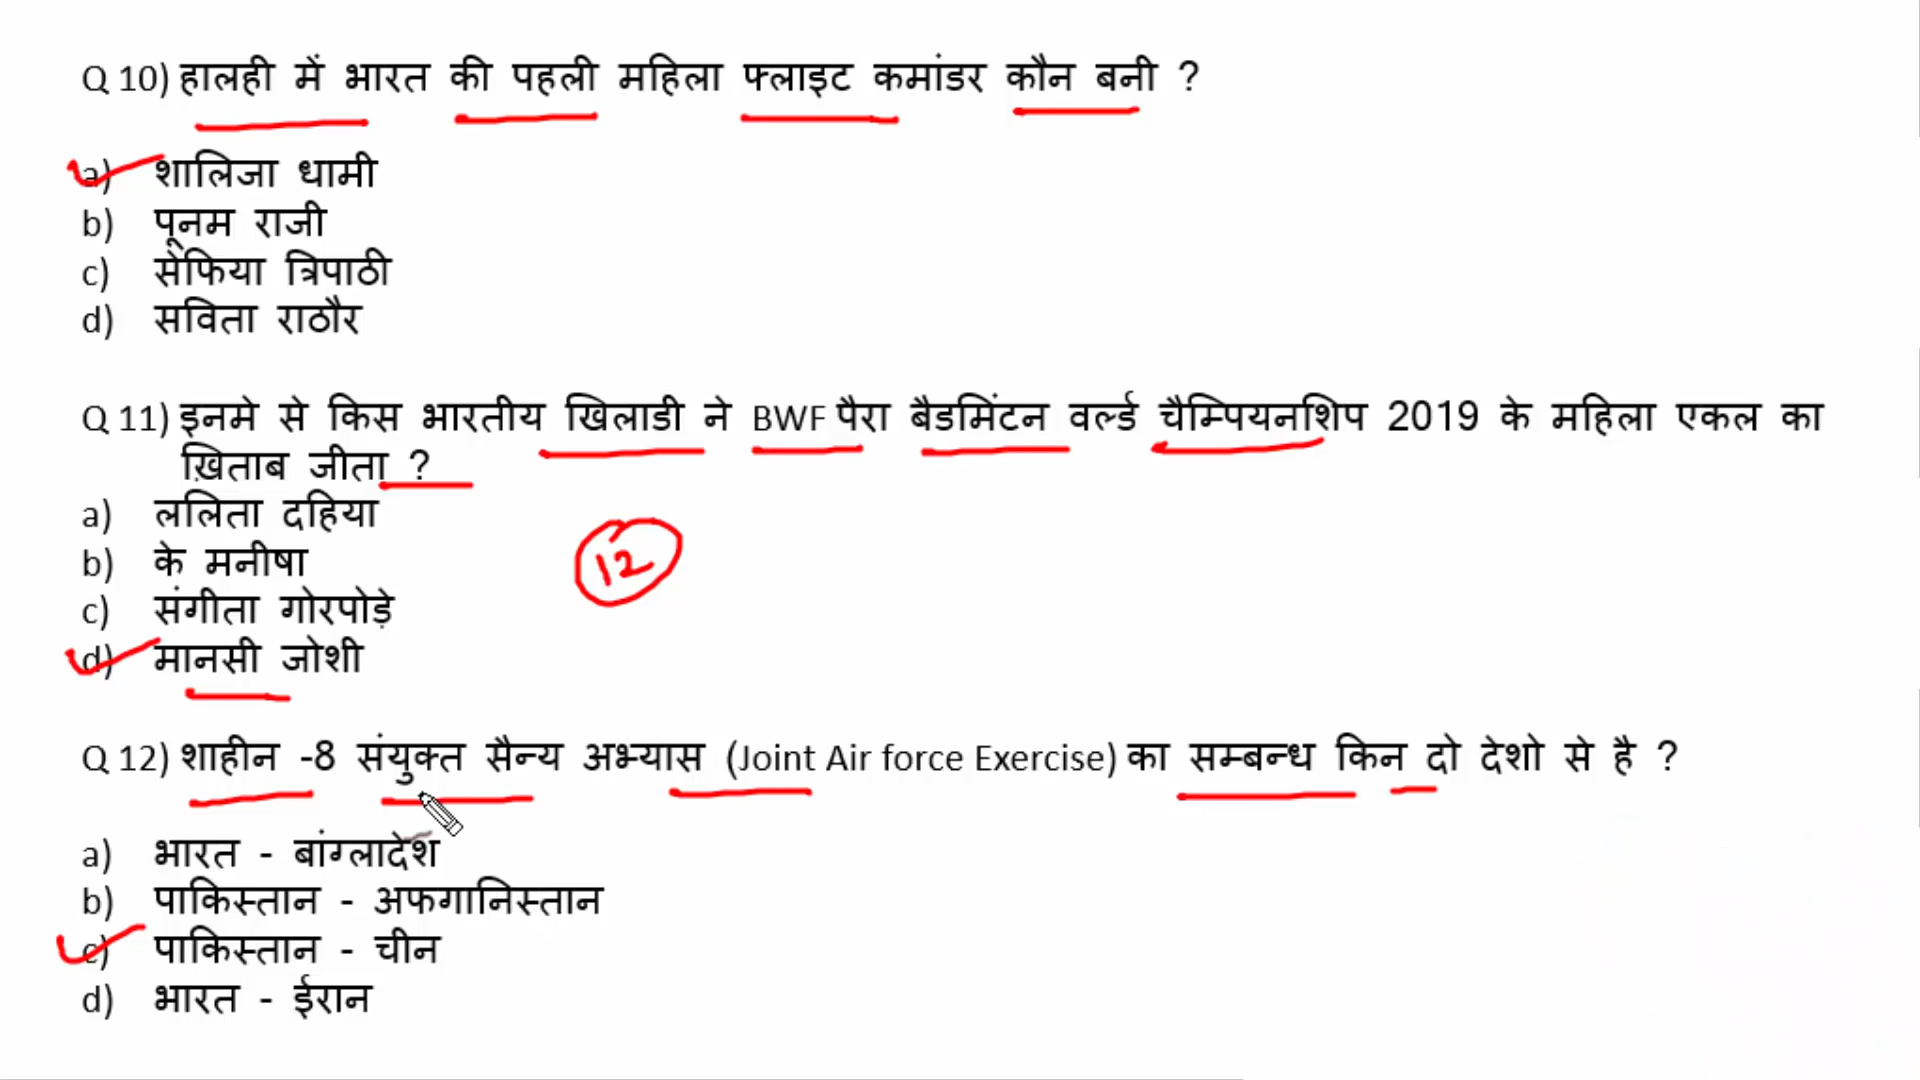 Q 10) हालही में भारत की पहली महिला फ्लाइट कमांडर कौन बनी ?
a) शालिजा धामी
b) पूनम राजी
c) सेफिया त्रिपाठी
d) सविता राठौर
Q 11) इनमे से किस भारतीय खिलाडी ने BWF पैरा बैडमिंटन वर्ल्ड चैम्पियनशिप 2019 के महिला एकल का
ख़िताब जीता ?
a) ललिता दहिया
b) के मनीषा
12
c) संगीता गोरपोड़े
d) मानसी जोशी
Q 12) शाहीन -8 संयुक्त सैन्य अभ्यास (Joint Air force Exercise) का सम्बन्ध किन दो देशो से है ?
a) भारत - बांग्लादेश
b) पाकिस्तान - अफगानिस्तान
c) पाकिस्तान - चीन
d) भारत - ईरान